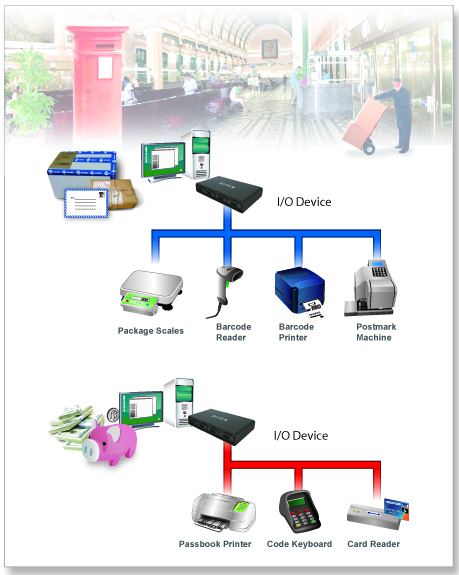 I/O Device
Package Scales
Barcode
Reader
Barcode
Printer
Postmark
Machine
I/O Device
Passbook Printer
Code Keyboard
Card Reader